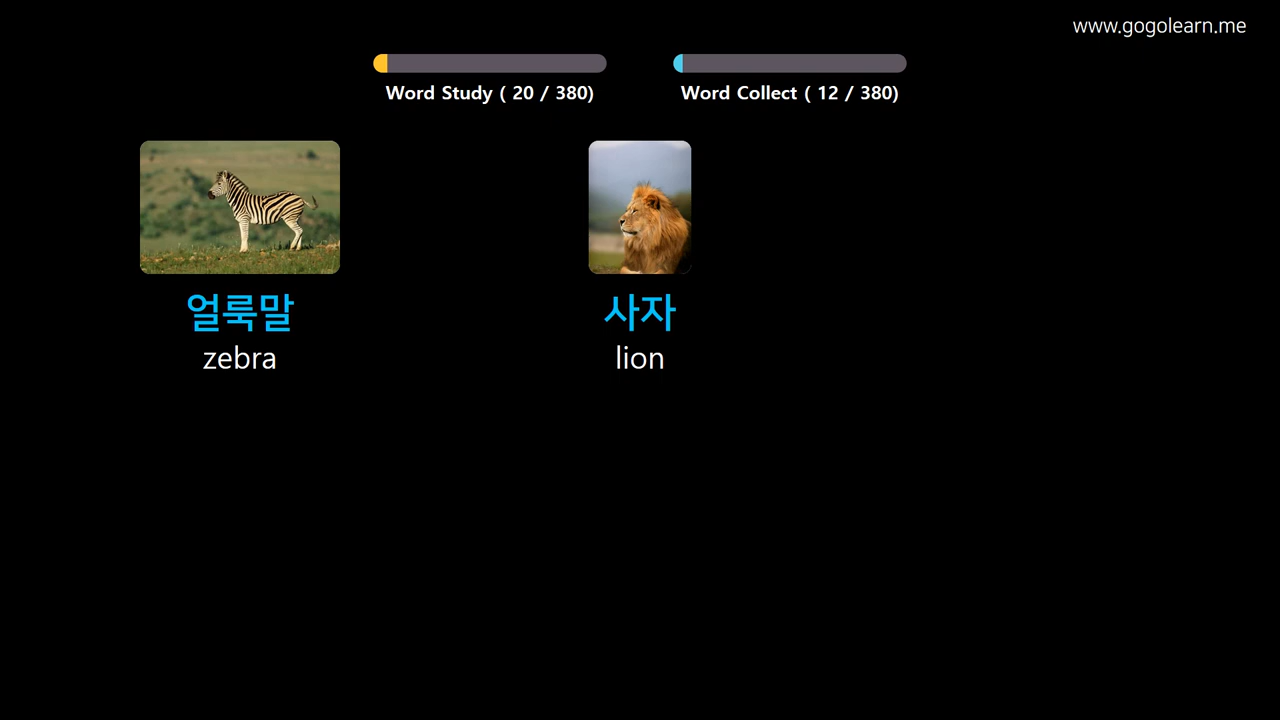 www.gogolearn.me
Word Study ( 20 / 380)
Word Collect ( 12 / 380)
얼룩말
zebra
사자
lion